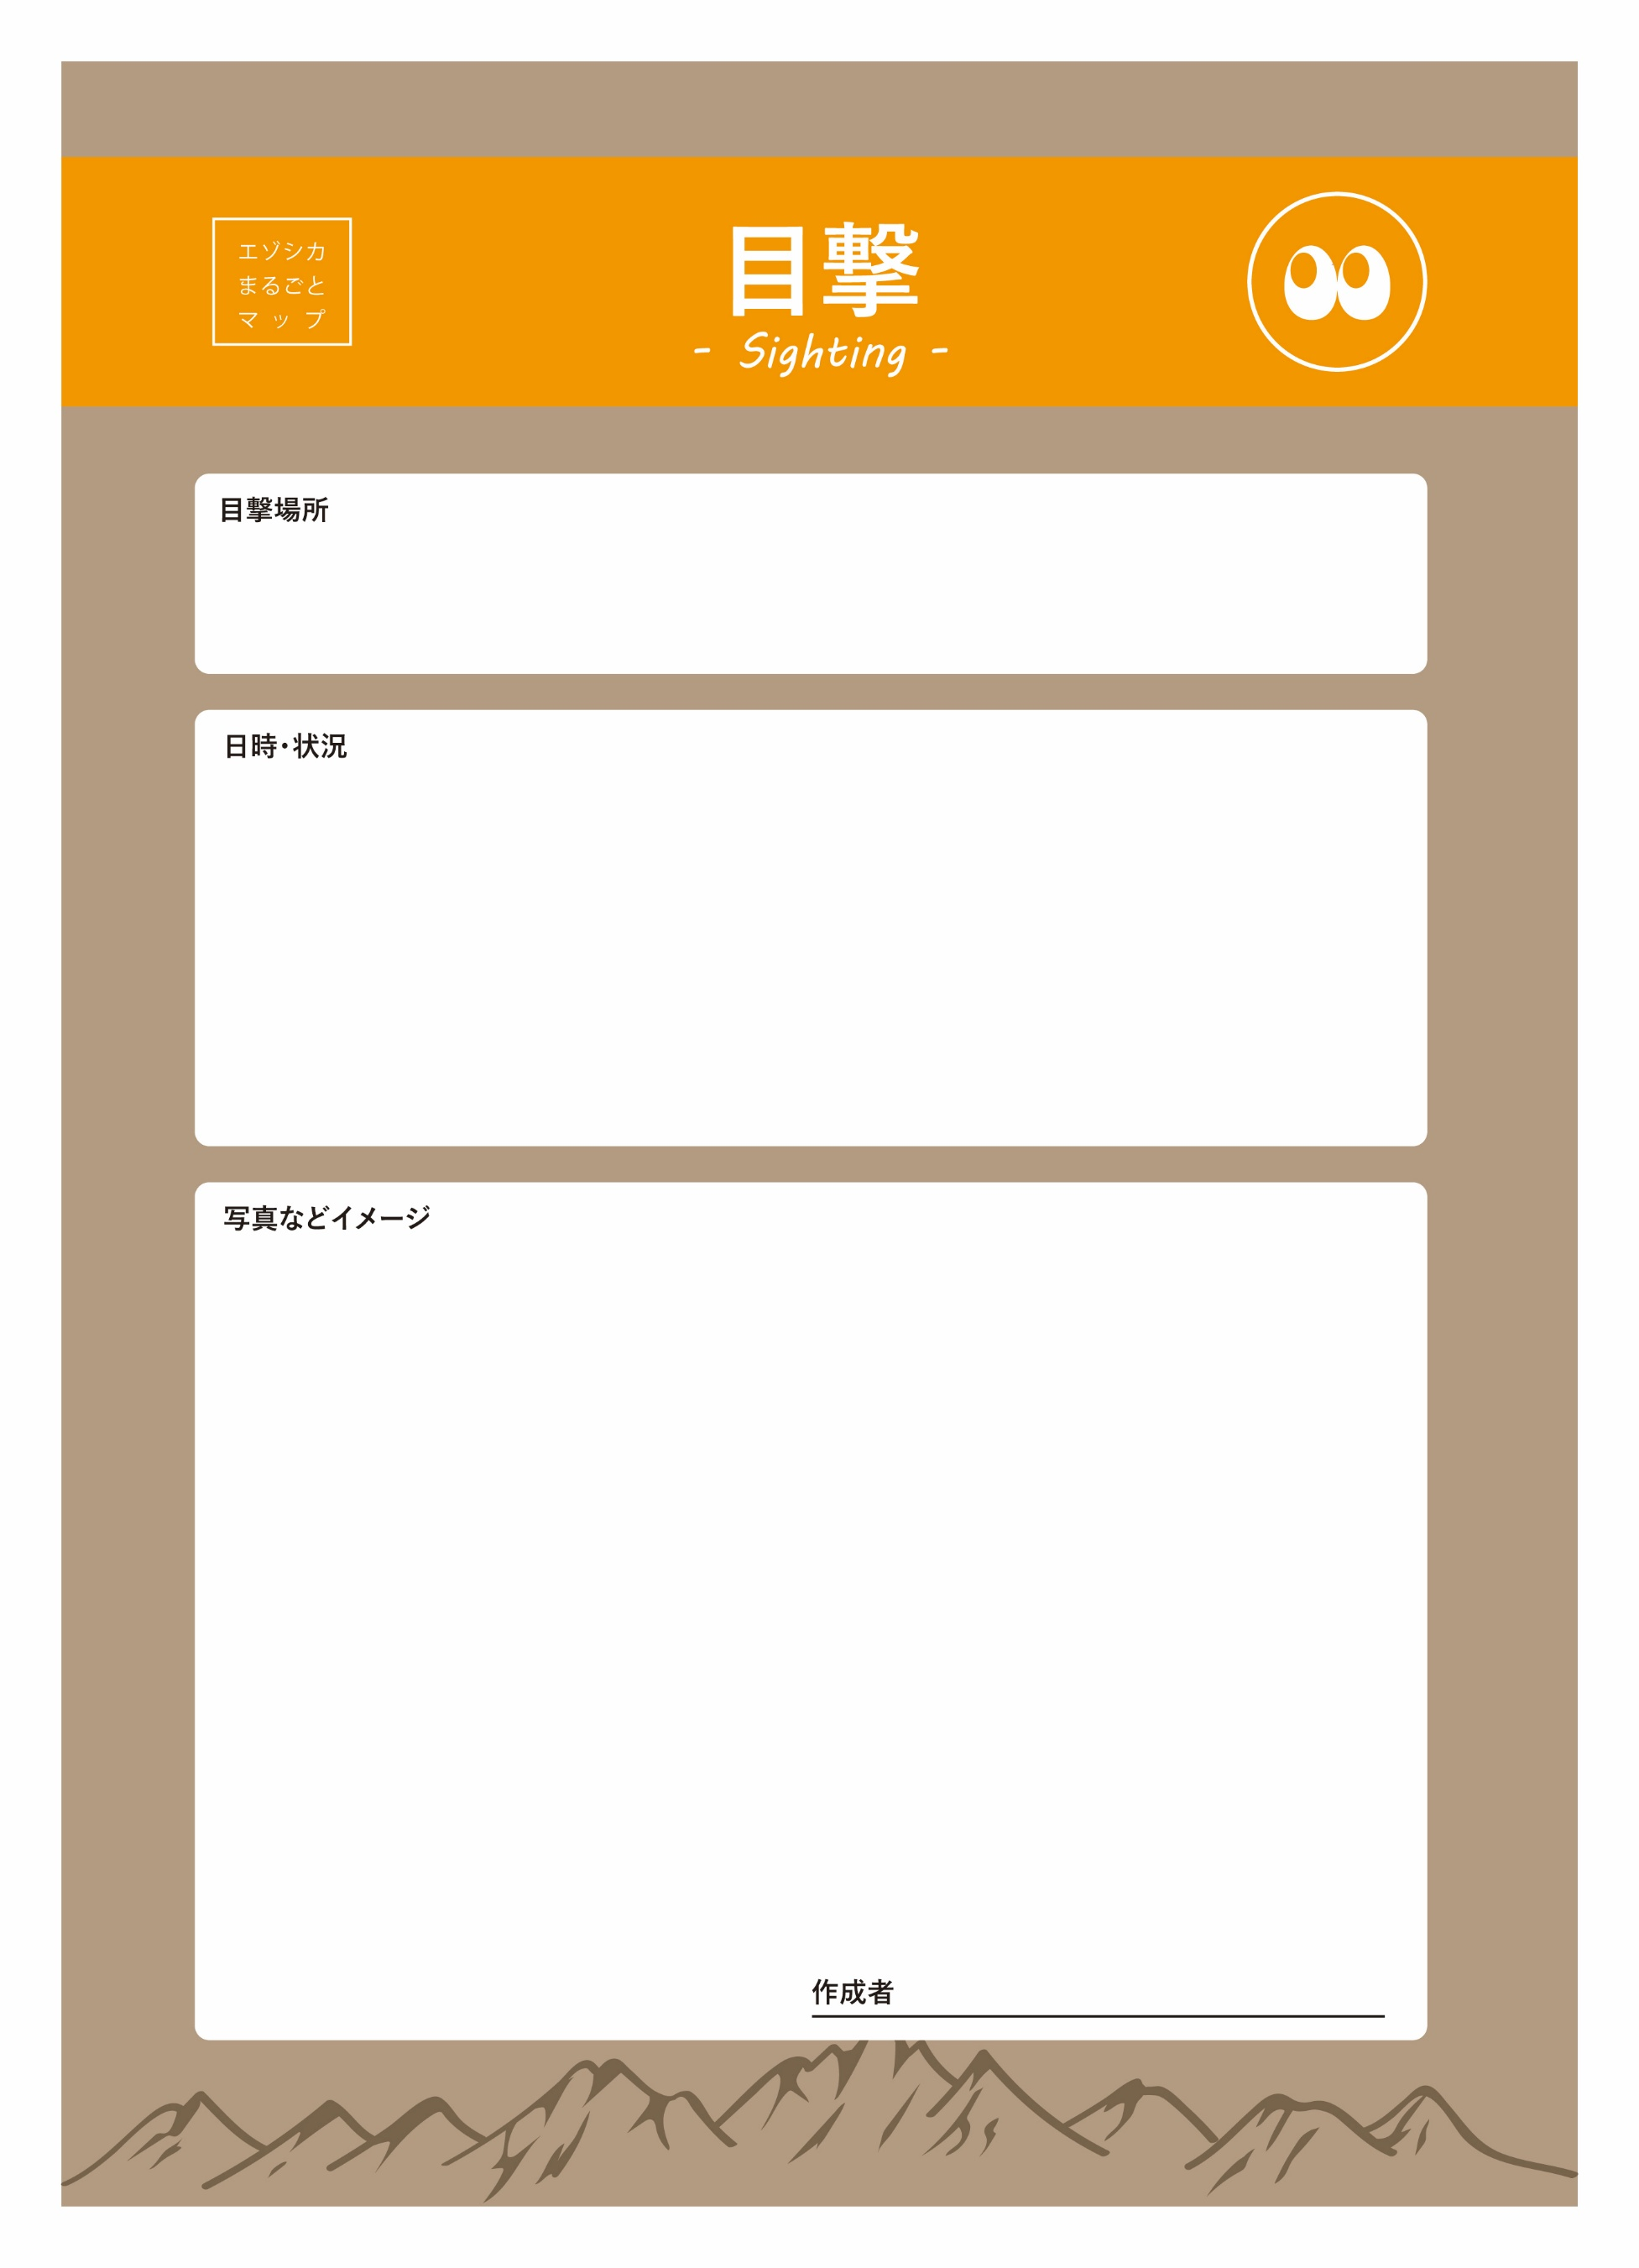 エゾシカ
まるごと
マップ
目撃
- Sighting -
目撃場所
日時・状況
写真などイメージ
作成者